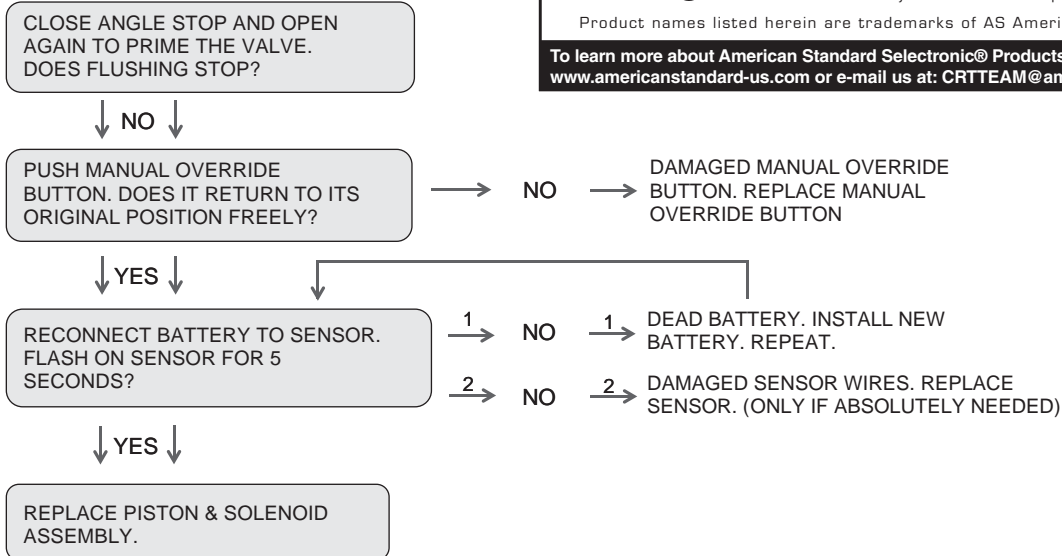 Product names listed herein are trademarks of AS
To learn more about American Standard Selectronic® Products
www.americanstandard-us.com or e-mail us at:
CLOSE ANGLE STOP AND OPEN
AGAIN TO PRIME THE VALVE.
DOES FLUSHING STOP?
NO
PUSH MANUAL OVERRIDE
BUTTON. DOES IT RETURN TO ITS
ORIGINAL POSITION FREELY?
NO
DAMAGED MANUAL OVERRIDE
BUTTON. REPLACE MANUAL
OVERRIDE BUTTON
YES
RECONNECT BATTERY TO SENSOR.
FLASH ON SENSOR FOR 5
SECONDS?
1
NO
1
DEAD BATTERY. INSTALL NEW
BATTERY. REPEAT.
2
NO
2
DAMAGED SENSOR WIRES. REPLACE
SENSOR. (ONLY IF ABSOLUTELY NEEDED)
YES
REPLACE PISTON & SOLENOID
ASSEMBLY.